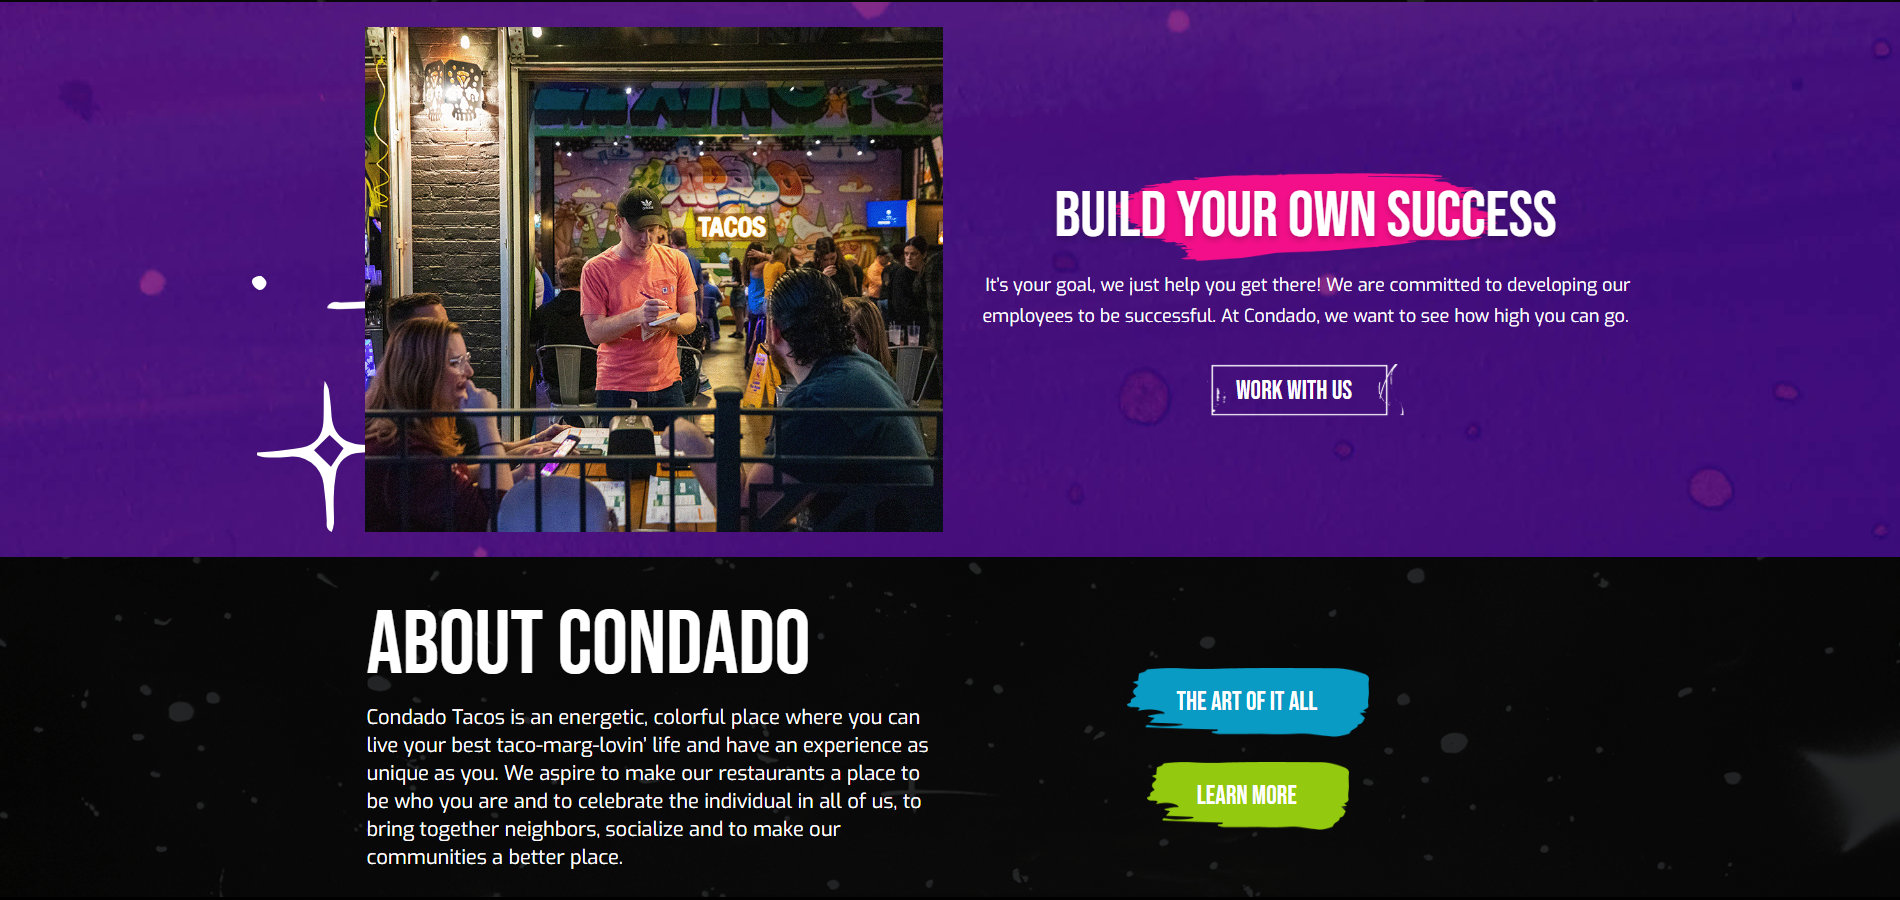 TACOS
BUILD YOUR OWN SUCCESS
It's your goal, we just help you get there! We are committed to developing our
employees to be successful. At Condado, we want to see how high you can go.
WORK WITH US
ABOUT CONDADO
Condado Tacos is an energetic, colorful place where you can
live your best taco-marg-lovin' life and have an experience as
unique as you. We aspire to make our restaurants a place to
be who you are and to celebrate the individual in all of us, to
bring together neighbors, socialize and to make our
communities a better place.
THE ART OF IT ALL
LEARN MORE